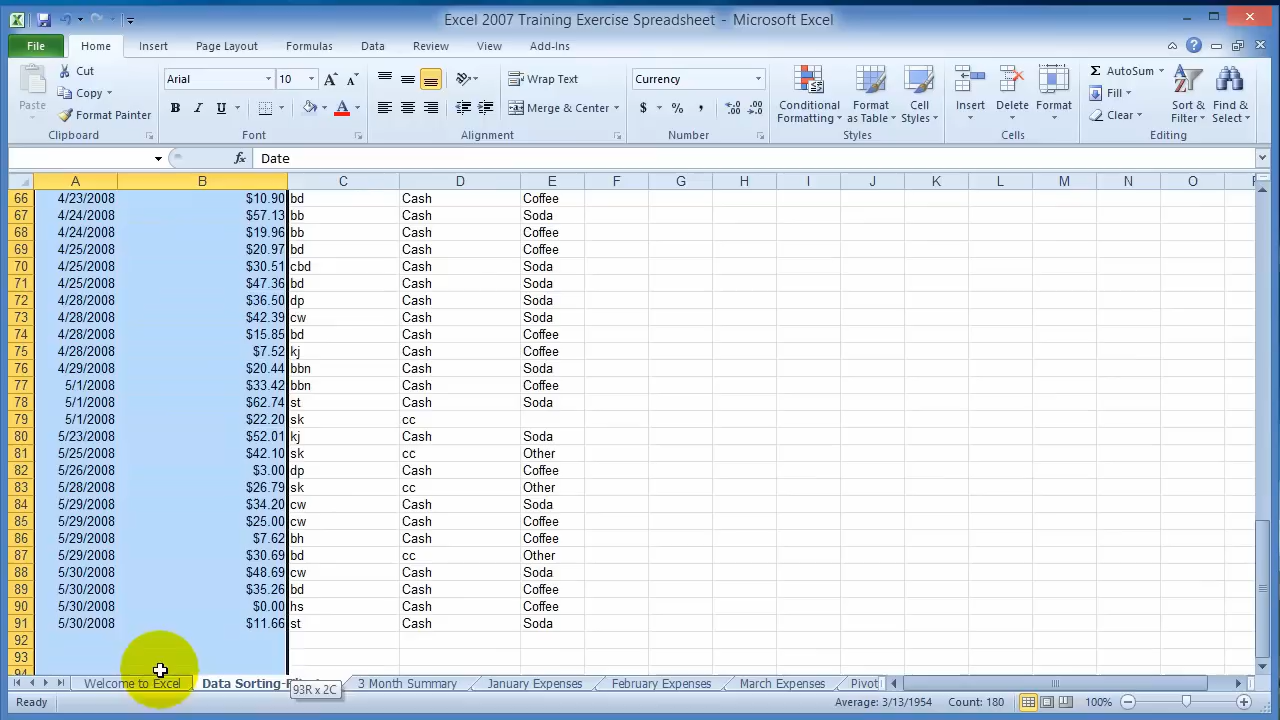 Excel 2007 Training Exercise Spreadsheet - Microsoft Excel
File Home Insert Page Layout Formulas Data Review View Add-Ins
Paste Cut Copy Format Painter Clipboard
Arial 10 B I U A Font
Wrap Text Merge & Center Alignment
Currency $ % , Number
Conditional Formatting Format as Table Cell Styles Styles
Insert Delete Format Cells
AutoSum Fill Clear Sort & Filter Find & Select Editing
fx Date
A B C D E F G H I J K L M N O
66 4/23/2008 $10.90 bd Cash Coffee
67 4/24/2008 $57.13 bb Cash Soda
68 4/24/2008 $19.96 bb Cash Coffee
69 4/25/2008 $20.97 bd Cash Coffee
70 4/25/2008 $30.51 cbd Cash Soda
71 4/25/2008 $47.36 bd Cash Soda
72 4/28/2008 $36.50 dp Cash Soda
73 4/28/2008 $42.39 cw Cash Soda
74 4/28/2008 $15.85 bd Cash Coffee
75 4/28/2008 $7.52 kj Cash Coffee
76 4/29/2008 $20.44 bbn Cash Soda
77 5/1/2008 $33.42 bbn Cash Coffee
78 5/1/2008 $62.74 st Cash Soda
79 5/1/2008 $22.20 sk cc
80 5/23/2008 $52.01 kj Cash Soda
81 5/25/2008 $42.10 sk cc Other
82 5/26/2008 $3.00 dp Cash Coffee
83 5/28/2008 $26.79 sk cc Other
84 5/29/2008 $34.20 cw Cash Soda
85 5/29/2008 $25.00 cw Cash Coffee
86 5/29/2008 $7.62 bh Cash Coffee
87 5/29/2008 $30.69 bd cc Other
88 5/30/2008 $48.69 cw Cash Soda
89 5/30/2008 $35.26 bd Cash Coffee
90 5/30/2008 $0.00 hs Cash Coffee
91 5/30/2008 $11.66 st Cash Soda
92
93
94
Welcome to Excel Data Sorting- 93R x 2C 3 Month Summary January Expenses February Expenses March Expenses Pivot
Ready Average: 3/13/1954 Count: 180 100%